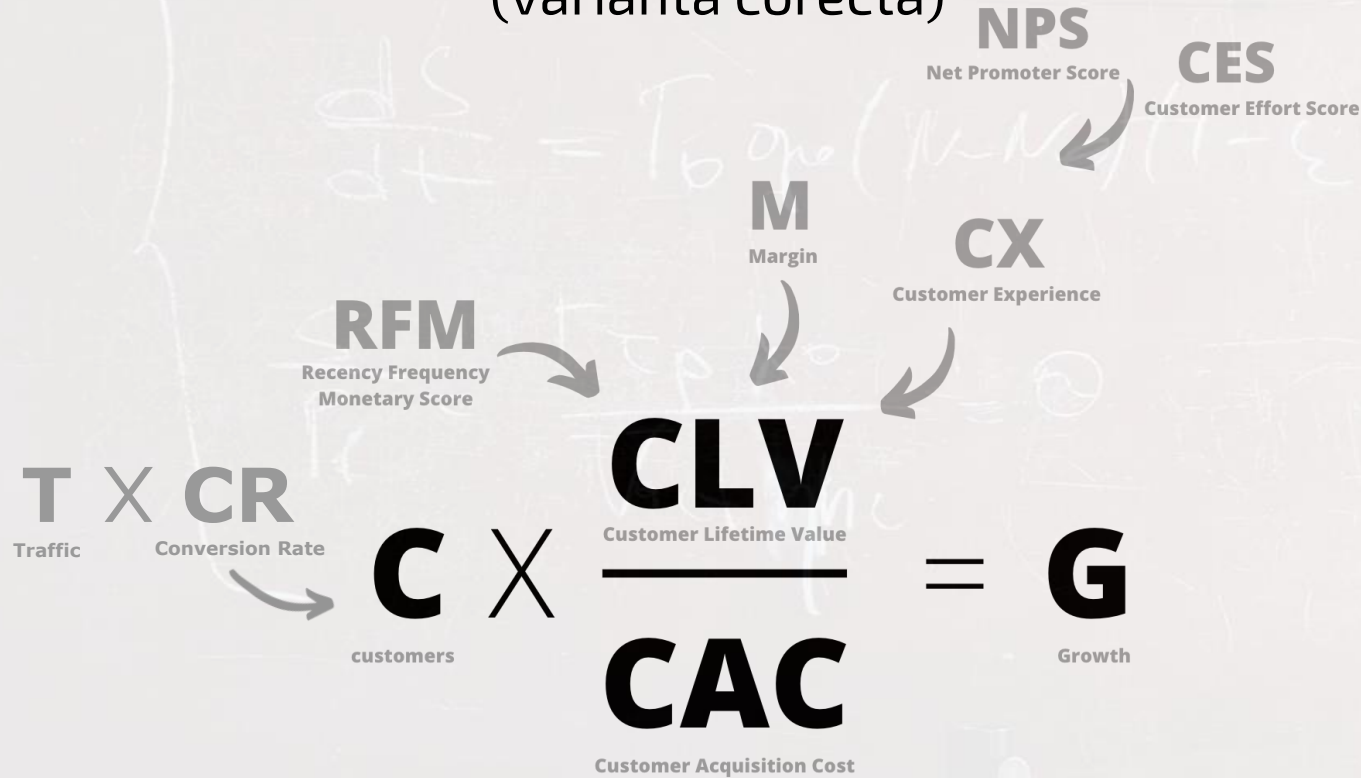 (varianta corectă)
NPS
Net Promoter Score
CES
Customer Effort Score
M
Margin
CX
Customer Experience
RFM
Recency Frequency
Monetary Score
T X CR
Traffic
Conversion Rate
CLV
Customer Lifetime Value
C X
= G
customers
Growth
CAC
Customer Acquisition Cost